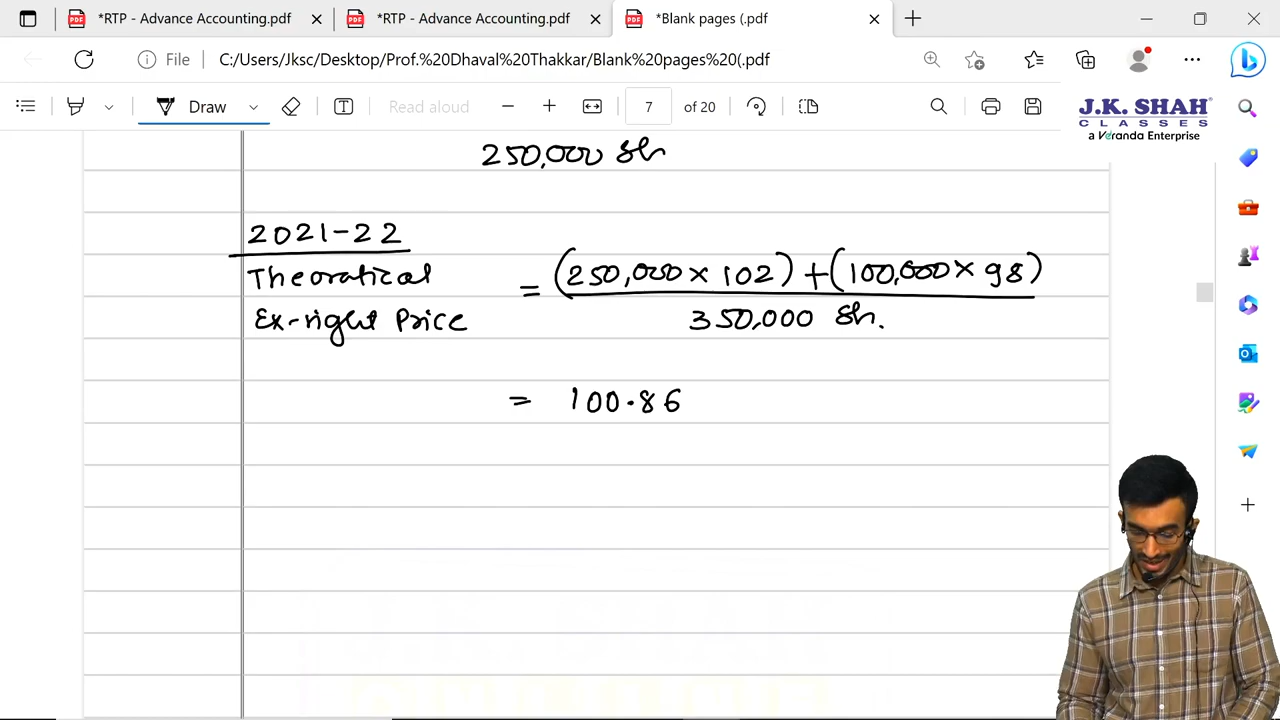 *RTP - Advance Accounting.pdf
*RTP - Advance Accounting.pdf
*Blank pages (.pdf
File
C:/Users/Jksc/Desktop/Prof.%20Dhaval%20Thakkar/Blank%20pages%20(.pdf
Draw
Read aloud
7
of 20
J.K. SHAH®
CLASSES
a Veranda Enterprise
250,000 Sh
2021-22
Theoratical
Ex-right Price
= (250,000 × 102) + (100,000 × 98)
350,000 Sh.
= 100.86